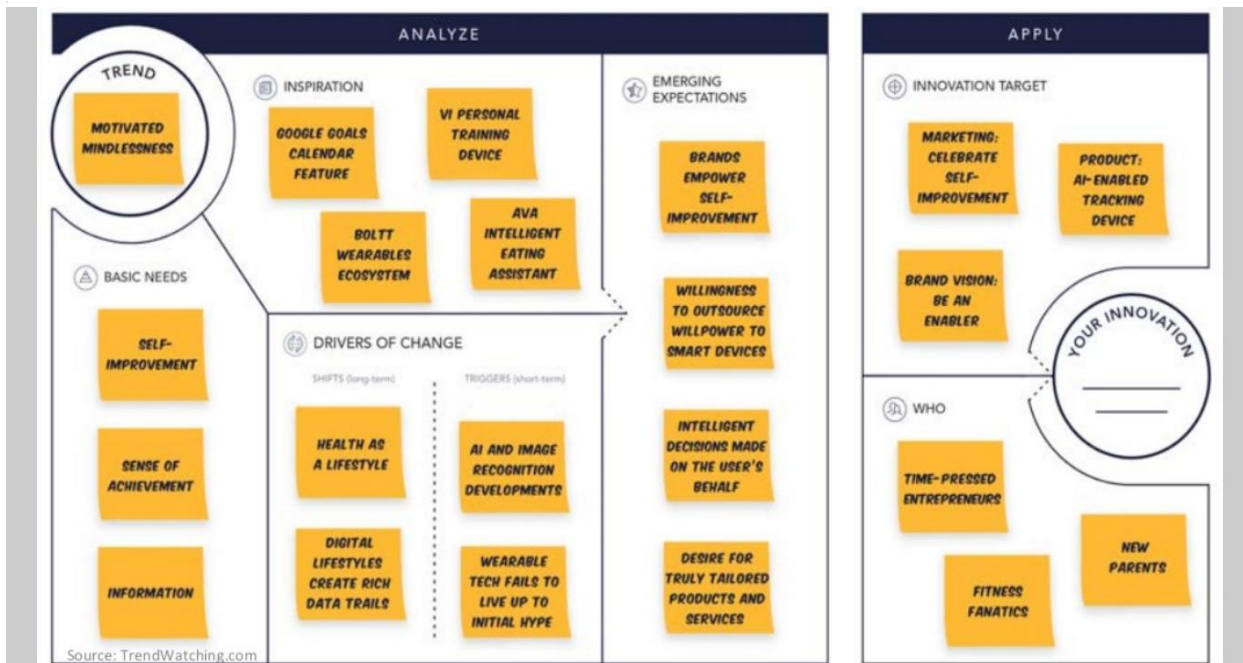 ANALYZE
TREND
MOTIVATED
MINDLESSNESS
INSPIRATION
GOOGLE GOALS
CALENDAR
FEATURE
VI PERSONAL
TRAINING
DEVICE
BOLTT
WEARABLES
ECOSYSTEM
AVA
INTELLIGENT
EATING
ASSISTANT
EMERGING
EXPECTATIONS
BRANDS
EMPOWER
SELF-
IMPROVEMENT
WILLINGNESS
TO OUTSOURCE
WILLPOWER TO
SMART DEVICES
INTELLIGENT
DECISIONS MADE
ON THE USER'S
BEHALF
DESIRE FOR
TRULY TAILORED
PRODUCTS AND
SERVICES
BASIC NEEDS
SELF-
IMPROVEMENT
SENSE OF
ACHIEVEMENT
INFORMATION
DRIVERS OF CHANGE
SHIFTS (long-term)
HEALTH AS
A LIFESTYLE
DIGITAL
LIFESTYLES
CREATE RICH
DATA TRAILS
TRIGGERS (short-term)
AI AND IMAGE
RECOGNITION
DEVELOPMENTS
WEARABLE
TECH FAILS TO
LIVE UP TO
INITIAL HYPE
APPLY
INNOVATION TARGET
MARKETING:
CELEBRATE
SELF-
IMPROVEMENT
PRODUCT:
AI-ENABLED
TRACKING
DEVICE
BRAND VISION:
BE AN
ENABLER
YOUR INNOVATION
WHO
TIME-PRESSED
ENTREPRENEURS
FITNESS
FANATICS
NEW
PARENTS
Source: TrendWatching.com